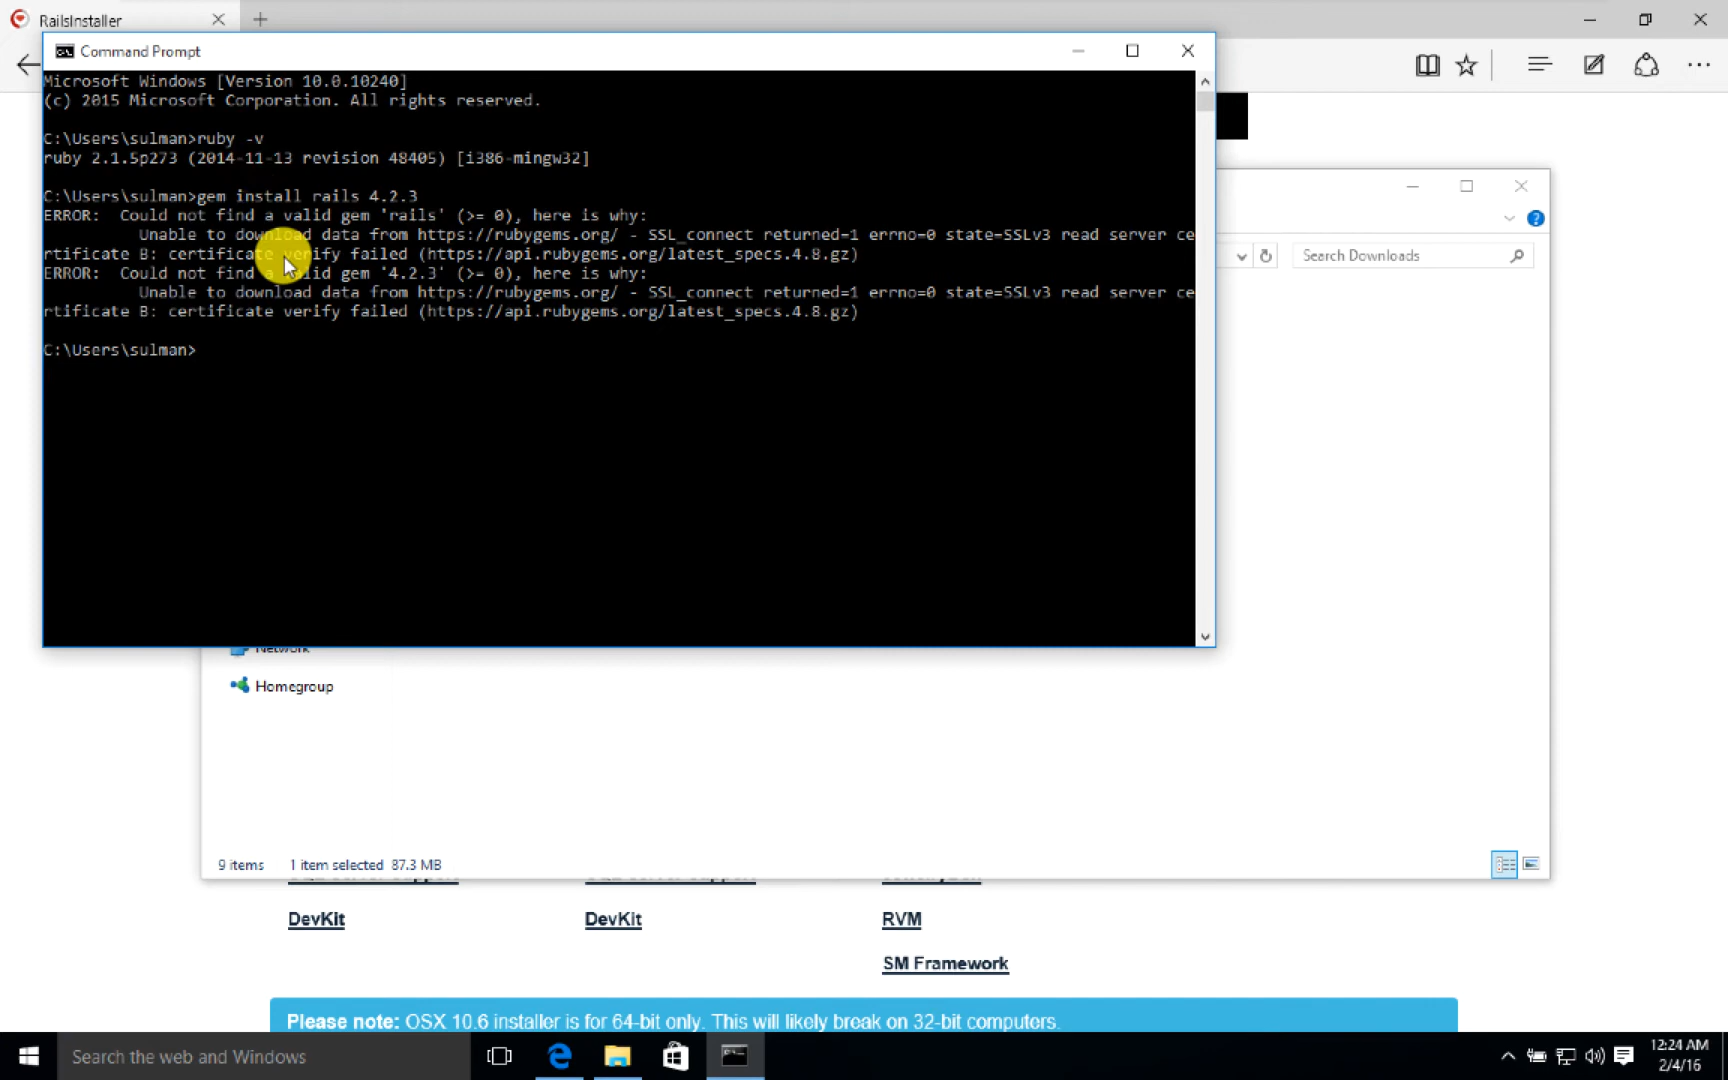 RailsInstaller
Command Prompt
Microsoft Windows [Version 10.0.10240]
(c) 2015 Microsoft Corporation. All rights reserved.
C:\Users\sulman>ruby -v
ruby 2.1.5p273 (2014-11-13 revision 48405) [i386-mingw32]
C:\Users\sulman>gem install rails 4.2.3
ERROR:  Could not find a valid gem 'rails' (>= 0), here is why:
Unable to download data from https://rubygems.org/ - SSL_connect returned=1 errno=0 state=SSLv3 read server ce
rtificate B: certificate verify failed (https://api.rubygems.org/latest_specs.4.8.gz)
ERROR:  Could not find a valid gem '4.2.3' (>= 0), here is why:
Unable to download data from https://rubygems.org/ - SSL_connect returned=1 errno=0 state=SSLv3 read server ce
rtificate B: certificate verify failed (https://api.rubygems.org/latest_specs.4.8.gz)
C:\Users\sulman>
Search Downloads
Network
Homegroup
9 items 1 item selected 87.3 MB
DevKit DevKit RVM
SM Framework
Please note: OSX 10.6 installer is for 64-bit only. This will likely break on 32-bit computers.
Search the web and Windows
12:24 AM
2/4/16